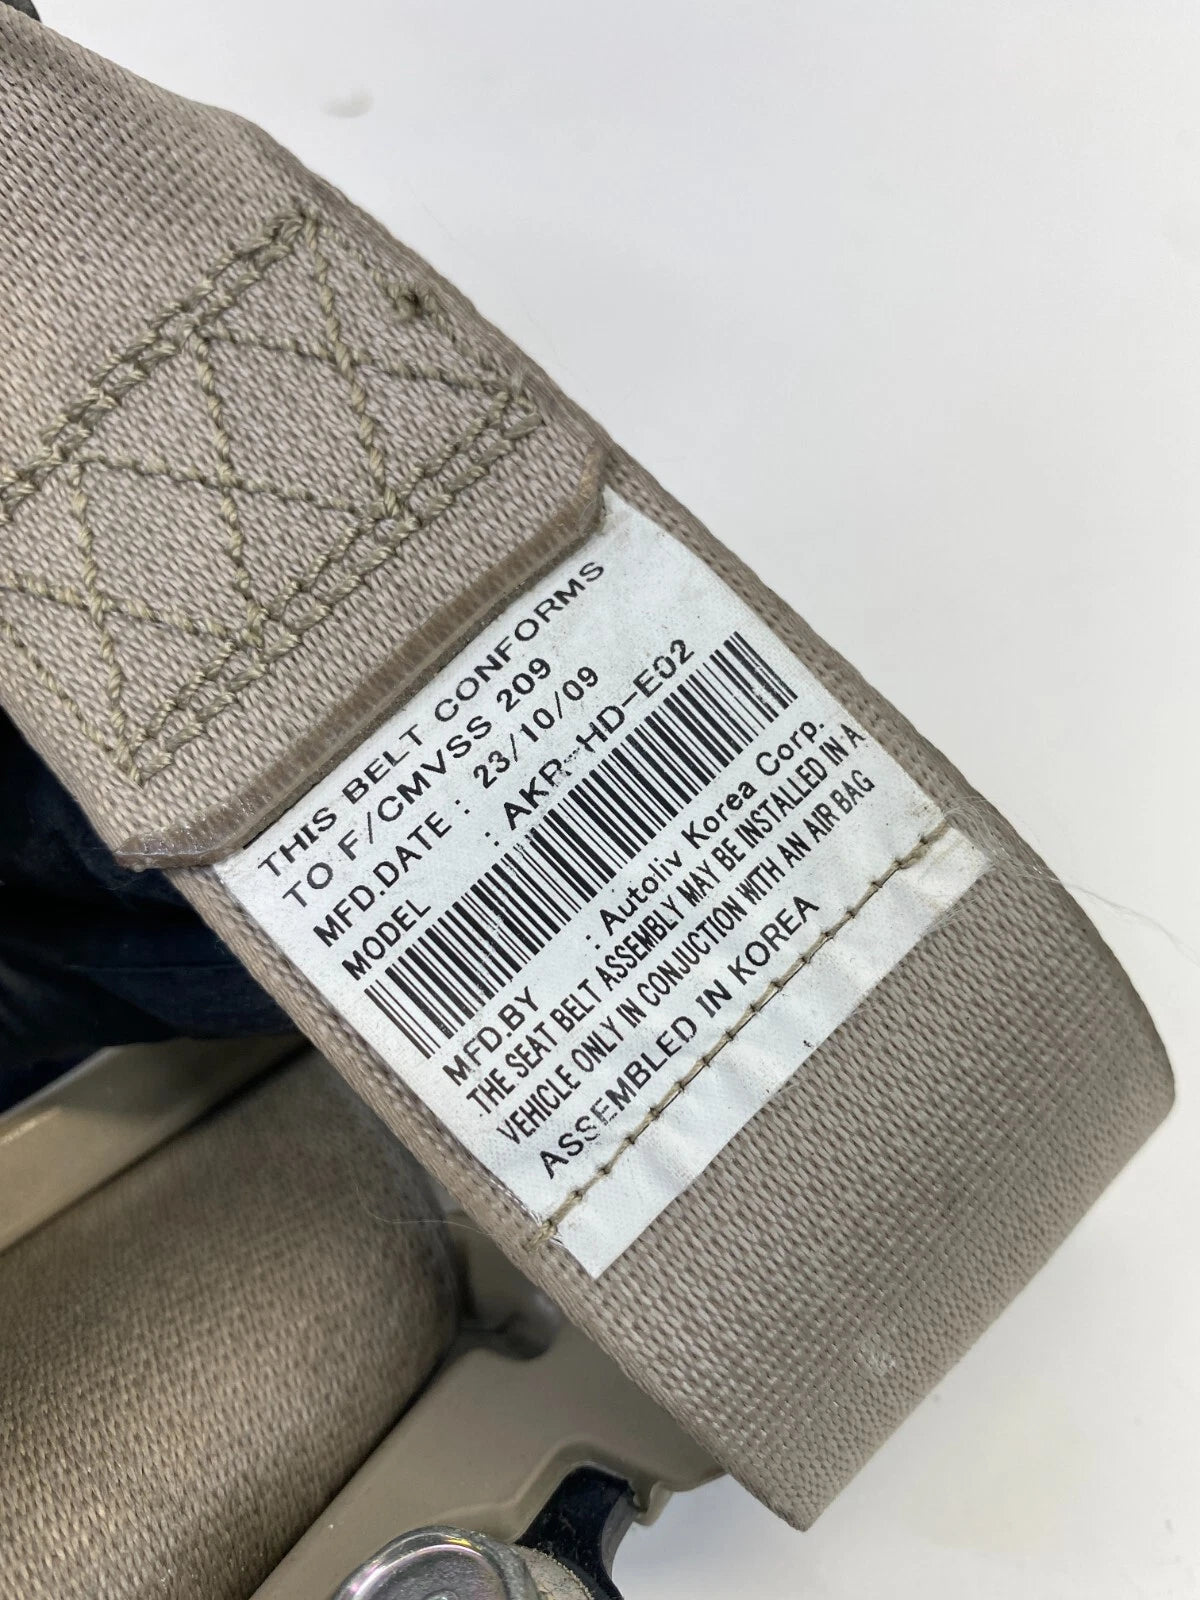 THIS BELT CONFORMS
TO F/CMVSS 209
MFD.DATE : 23/10/09
MODEL : AKR-HD-E02
MFD.BY : Autoliv Korea Corp.
THE SEAT BELT ASSEMBLY MAY BE INSTALLED IN A
VEHICLE ONLY IN CONJUCTION WITH AN AIR BAG
ASSEMBLED IN KOREA